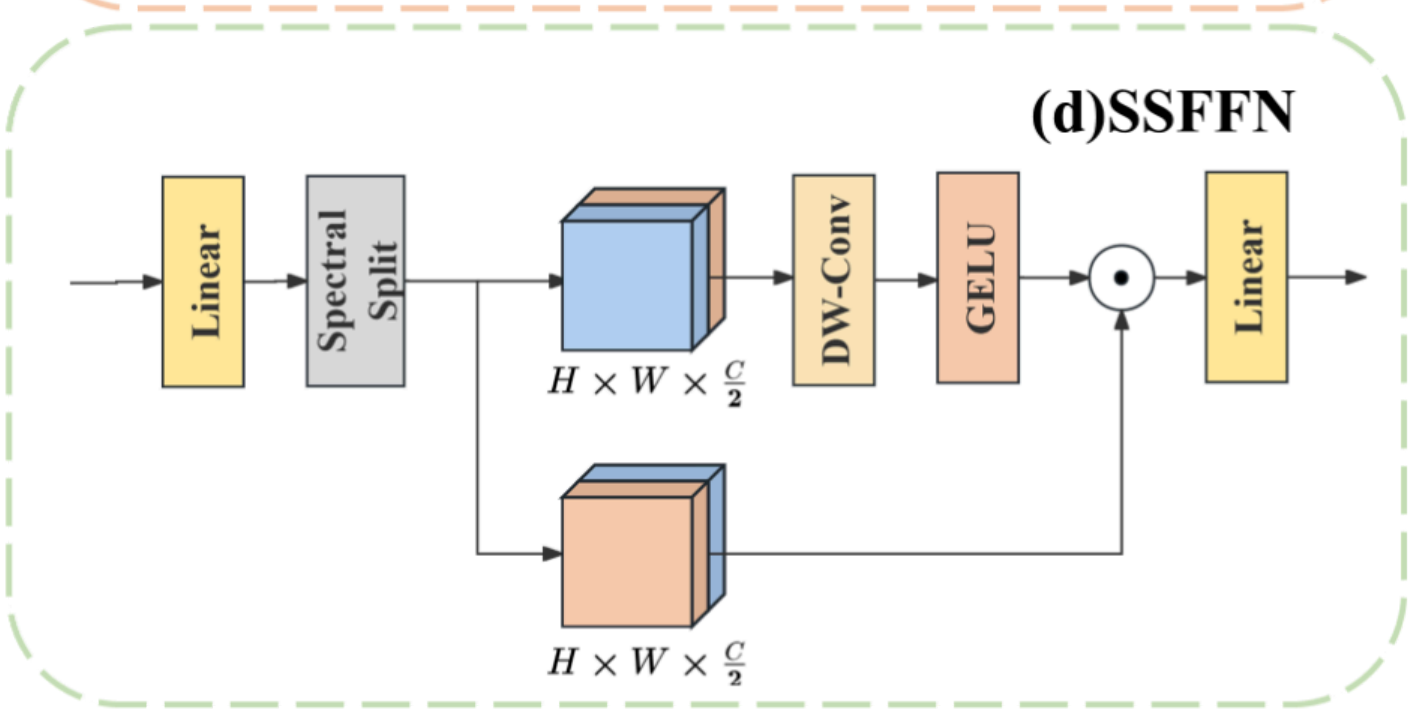 (d)SSFFN
Linear
Spectral
Split
H × W × C/2
DW-Conv
GELU
Linear
H × W × C/2